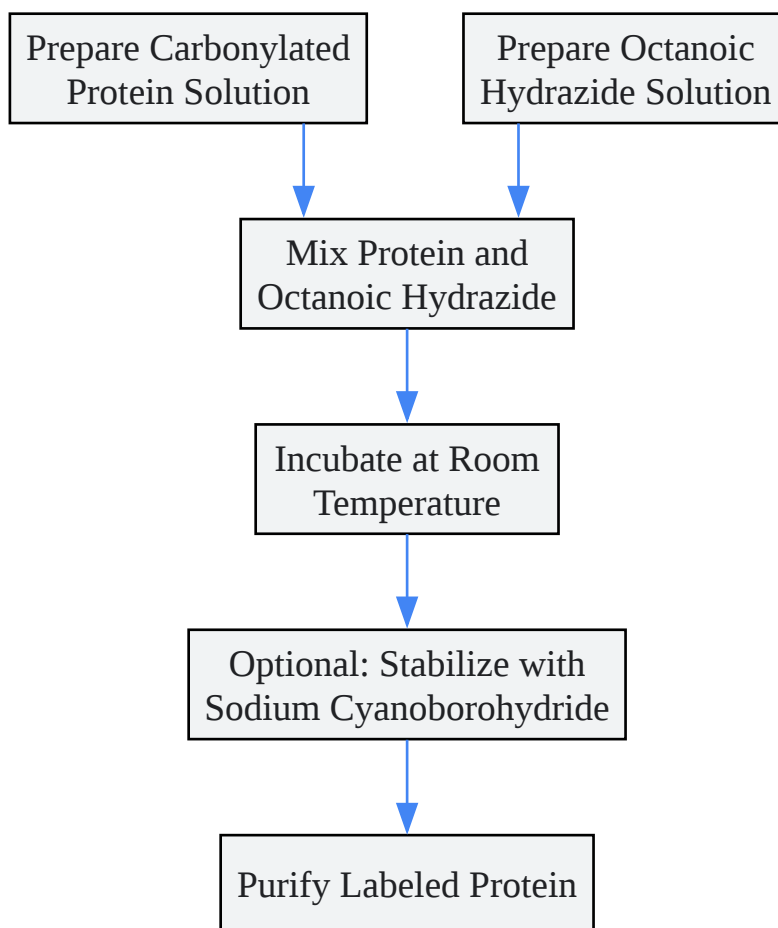 Prepare Carbonylated
Protein Solution
Prepare Octanoic
Hydrazide Solution
Mix Protein and
Octanoic Hydrazide
Incubate at Room
Temperature
Optional: Stabilize with
Sodium Cyanoborohydride
Purify Labeled Protein